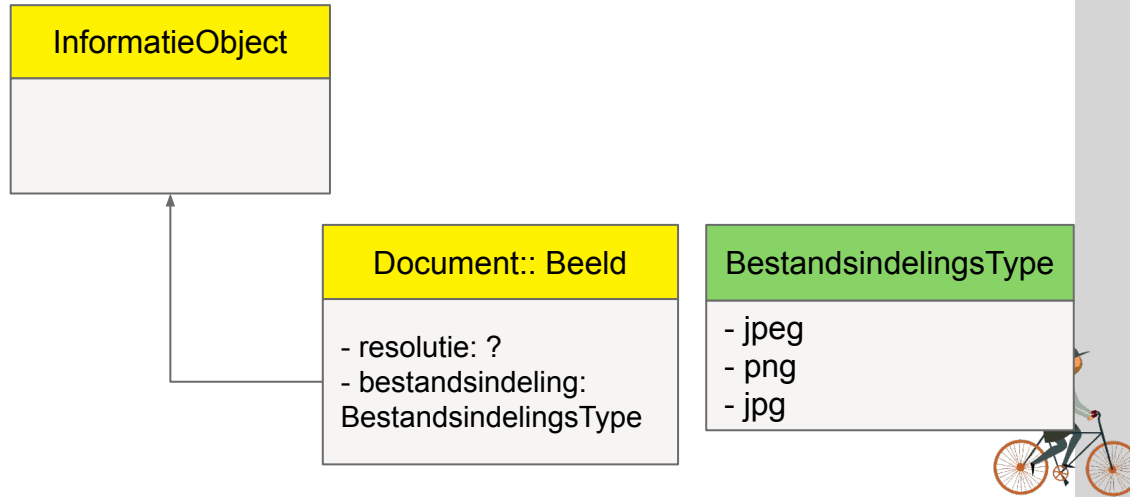 InformatieObject
Document:: Beeld
- resolutie: ?
- bestandsindeling:
BestandsindelingsType
BestandsindelingsType
- jpeg
- png
- jpg